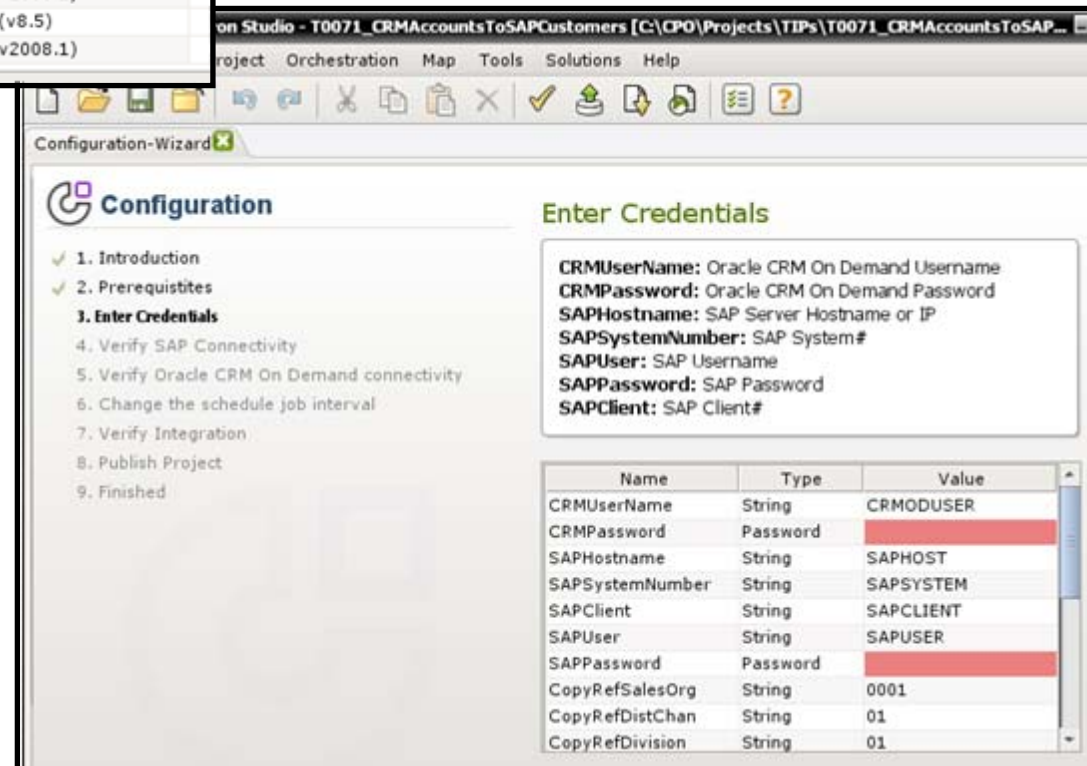 (v8.5)
v2008.1)
on Studio - T0071_CRMAccountsToSAPCustomers [C:\CPO\Projects\TIPs\T0071_CRMAccountsToSAP...
roject Orchestration Map Tools Solutions Help
Configuration-Wizard
Configuration
✓ 1. Introduction
✓ 2. Prerequistites
3. Enter Credentials
4. Verify SAP Connectivity
5. Verify Oracle CRM On Demand connectivity
6. Change the schedule job interval
7. Verify Integration
8. Publish Project
9. Finished
Enter Credentials
CRMUserName: Oracle CRM On Demand Username
CRMPassword: Oracle CRM On Demand Password
SAPHostname: SAP Server Hostname or IP
SAPSystemNumber: SAP System#
SAPUser: SAP Username
SAPPassword: SAP Password
SAPClient: SAP Client#
Name Type Value
CRMUserName String CRMODUSER
CRMPassword Password
SAPHostname String SAPHOST
SAPSystemNumber String SAPSYSTEM
SAPClient String SAPCLIENT
SAPUser String SAPUSER
SAPPassword Password
CopyRefSalesOrg String 0001
CopyRefDistChan String 01
CopyRefDivision String 01